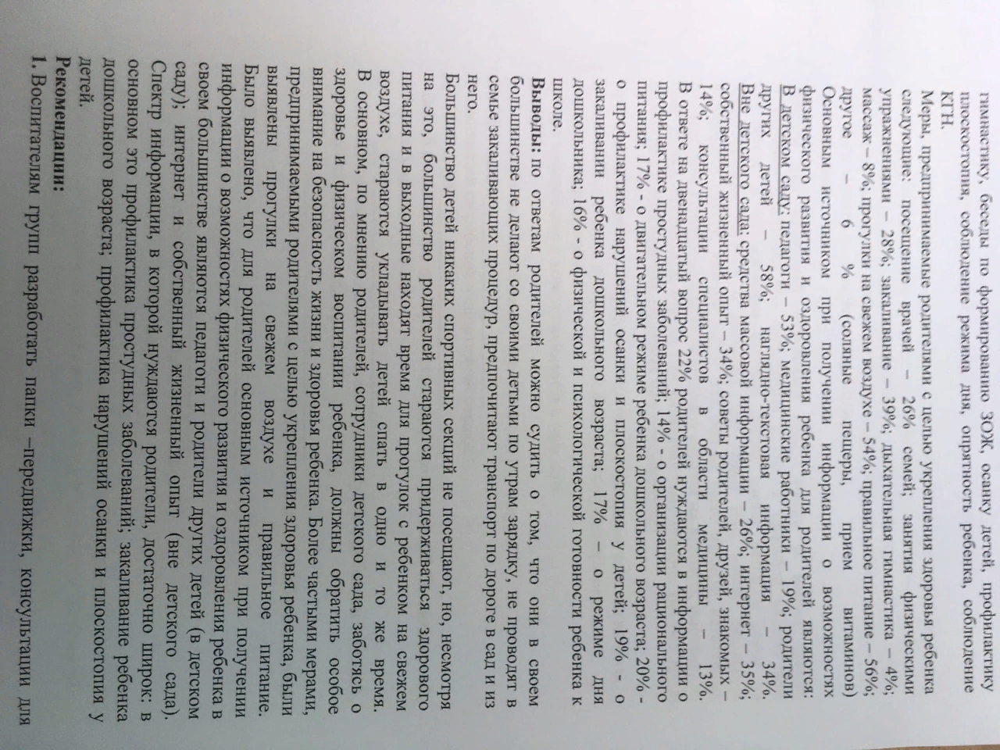 гимнастику, беседы по формированию ЗОЖ, осанку детей, профилактику
плоскостопия, соблюдение режима дня, опрятность ребенка, соблюдение
КГН.
Меры, предпринимаемые родителями с целью укрепления здоровья ребенка
следующие: посещение врачей – 26% семей; занятия физическими
упражнениями – 28%; закаливание – 39%; дыхательная гимнастика – 4%;
массаж – 8%; прогулки на свежем воздухе – 54%; правильное питание – 56%;
другое – 6 % (соляные пещеры, прием витаминов)
Основным источником при получении информации о возможностях
физического развития и оздоровления ребенка для родителей являются:
В детском саду: педагоги – 53%; медицинские работники – 19%; родители
других детей – 58%; наглядно-текстовая информация – 34%.
Вне детского сада: средства массовой информации – 26%; интернет – 35%;
собственный жизненный опыт – 34%; советы родителей, друзей, знакомых –
14%; консультации специалистов в области медицины – 13%.
В ответе на двенадцатый вопрос 22% родителей нуждаются в информации о
профилактике простудных заболеваний; 14% - о организации рационального
питания; 17% - о двигательном режиме ребенка дошкольного возраста; 20% -
о профилактике нарушений осанки и плоскостопия у детей; 19% - о
закаливании ребенка дошкольного возраста; 17% – о режиме дня
дошкольника; 16% - о физической и психологической готовности ребенка к
школе.
Выводы: по ответам родителей можно судить о том, что они в своем
большинстве не делают со своими детьми по утрам зарядку, не проводят в
семье закаливающих процедур, предпочитают транспорт по дороге в сад и из
него.
Большинство детей никаких спортивных секций не посещают, но, несмотря
на это, большинство родителей стараются придерживаться здорового
питания и в выходные находят время для прогулок с ребенком на свежем
воздухе, стараются укладывать детей спать в одно и то же время.
В основном, по мнению родителей, сотрудники детского сада, заботясь о
здоровье и физическом воспитании ребенка, должны обратить особое
внимание на безопасность жизни и здоровья ребенка. Более частыми мерами,
предпринимаемыми родителями с целью укрепления здоровья ребенка, были
выявлены прогулки на свежем воздухе и правильное питание.
Было выявлено, что для родителей основным источником при получении
информации о возможностях физического развития и оздоровления ребенка в
своем большинстве являются педагоги и родители других детей (в детском
саду); интернет и собственный жизненный опыт (вне детского сада).
Спектр информации, в которой нуждаются родители, достаточно широк: в
основном это профилактика простудных заболеваний; закаливание ребенка
дошкольного возраста; профилактика нарушений осанки и плоскостопия у
детей.
Рекомендации:
1. Воспитателям групп разработать папки –передвижки, консультации для